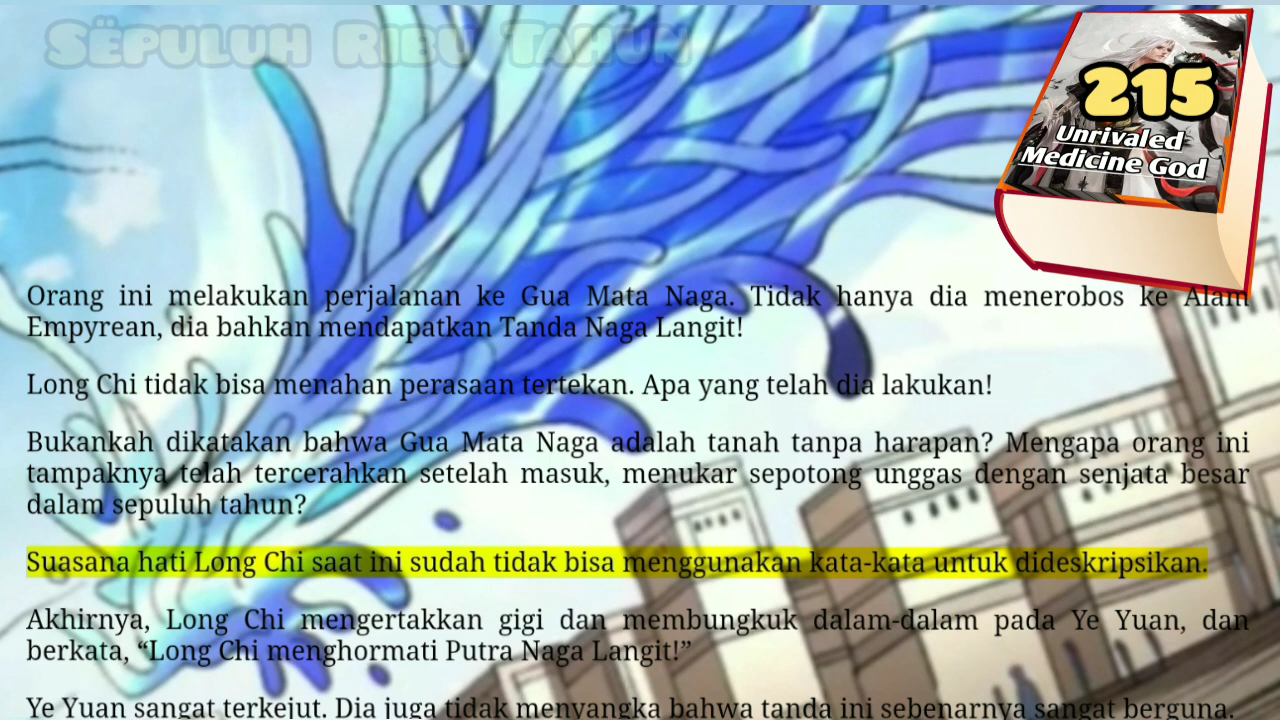 Sëpuluh Ribu Tahun
215
Unrivaled
Medicine God
Orang ini melakukan perjalanan ke Gua Mata Naga. Tidak hanya dia menerobos ke Alam
Empyrean, dia bahkan mendapatkan Tanda Naga Langit!
Long Chi tidak bisa menahan perasaan tertekan. Apa yang telah dia lakukan!
Bukankah dikatakan bahwa Gua Mata Naga adalah tanah tanpa harapan? Mengapa orang ini
tampaknya telah tercerahkan setelah masuk, menukar sepotong unggas dengan senjata besar
dalam sepuluh tahun?
Suasana hati Long Chi saat ini sudah tidak bisa menggunakan kata-kata untuk dideskripsikan.
Akhirnya, Long Chi mengertakkan gigi dan membungkuk dalam-dalam pada Ye Yuan, dan
berkata, “Long Chi menghormati Putra Naga Langit!”
Ye Yuan sangat terkejut. Dia juga tidak menyangka bahwa tanda ini sebenarnya sangat berguna.